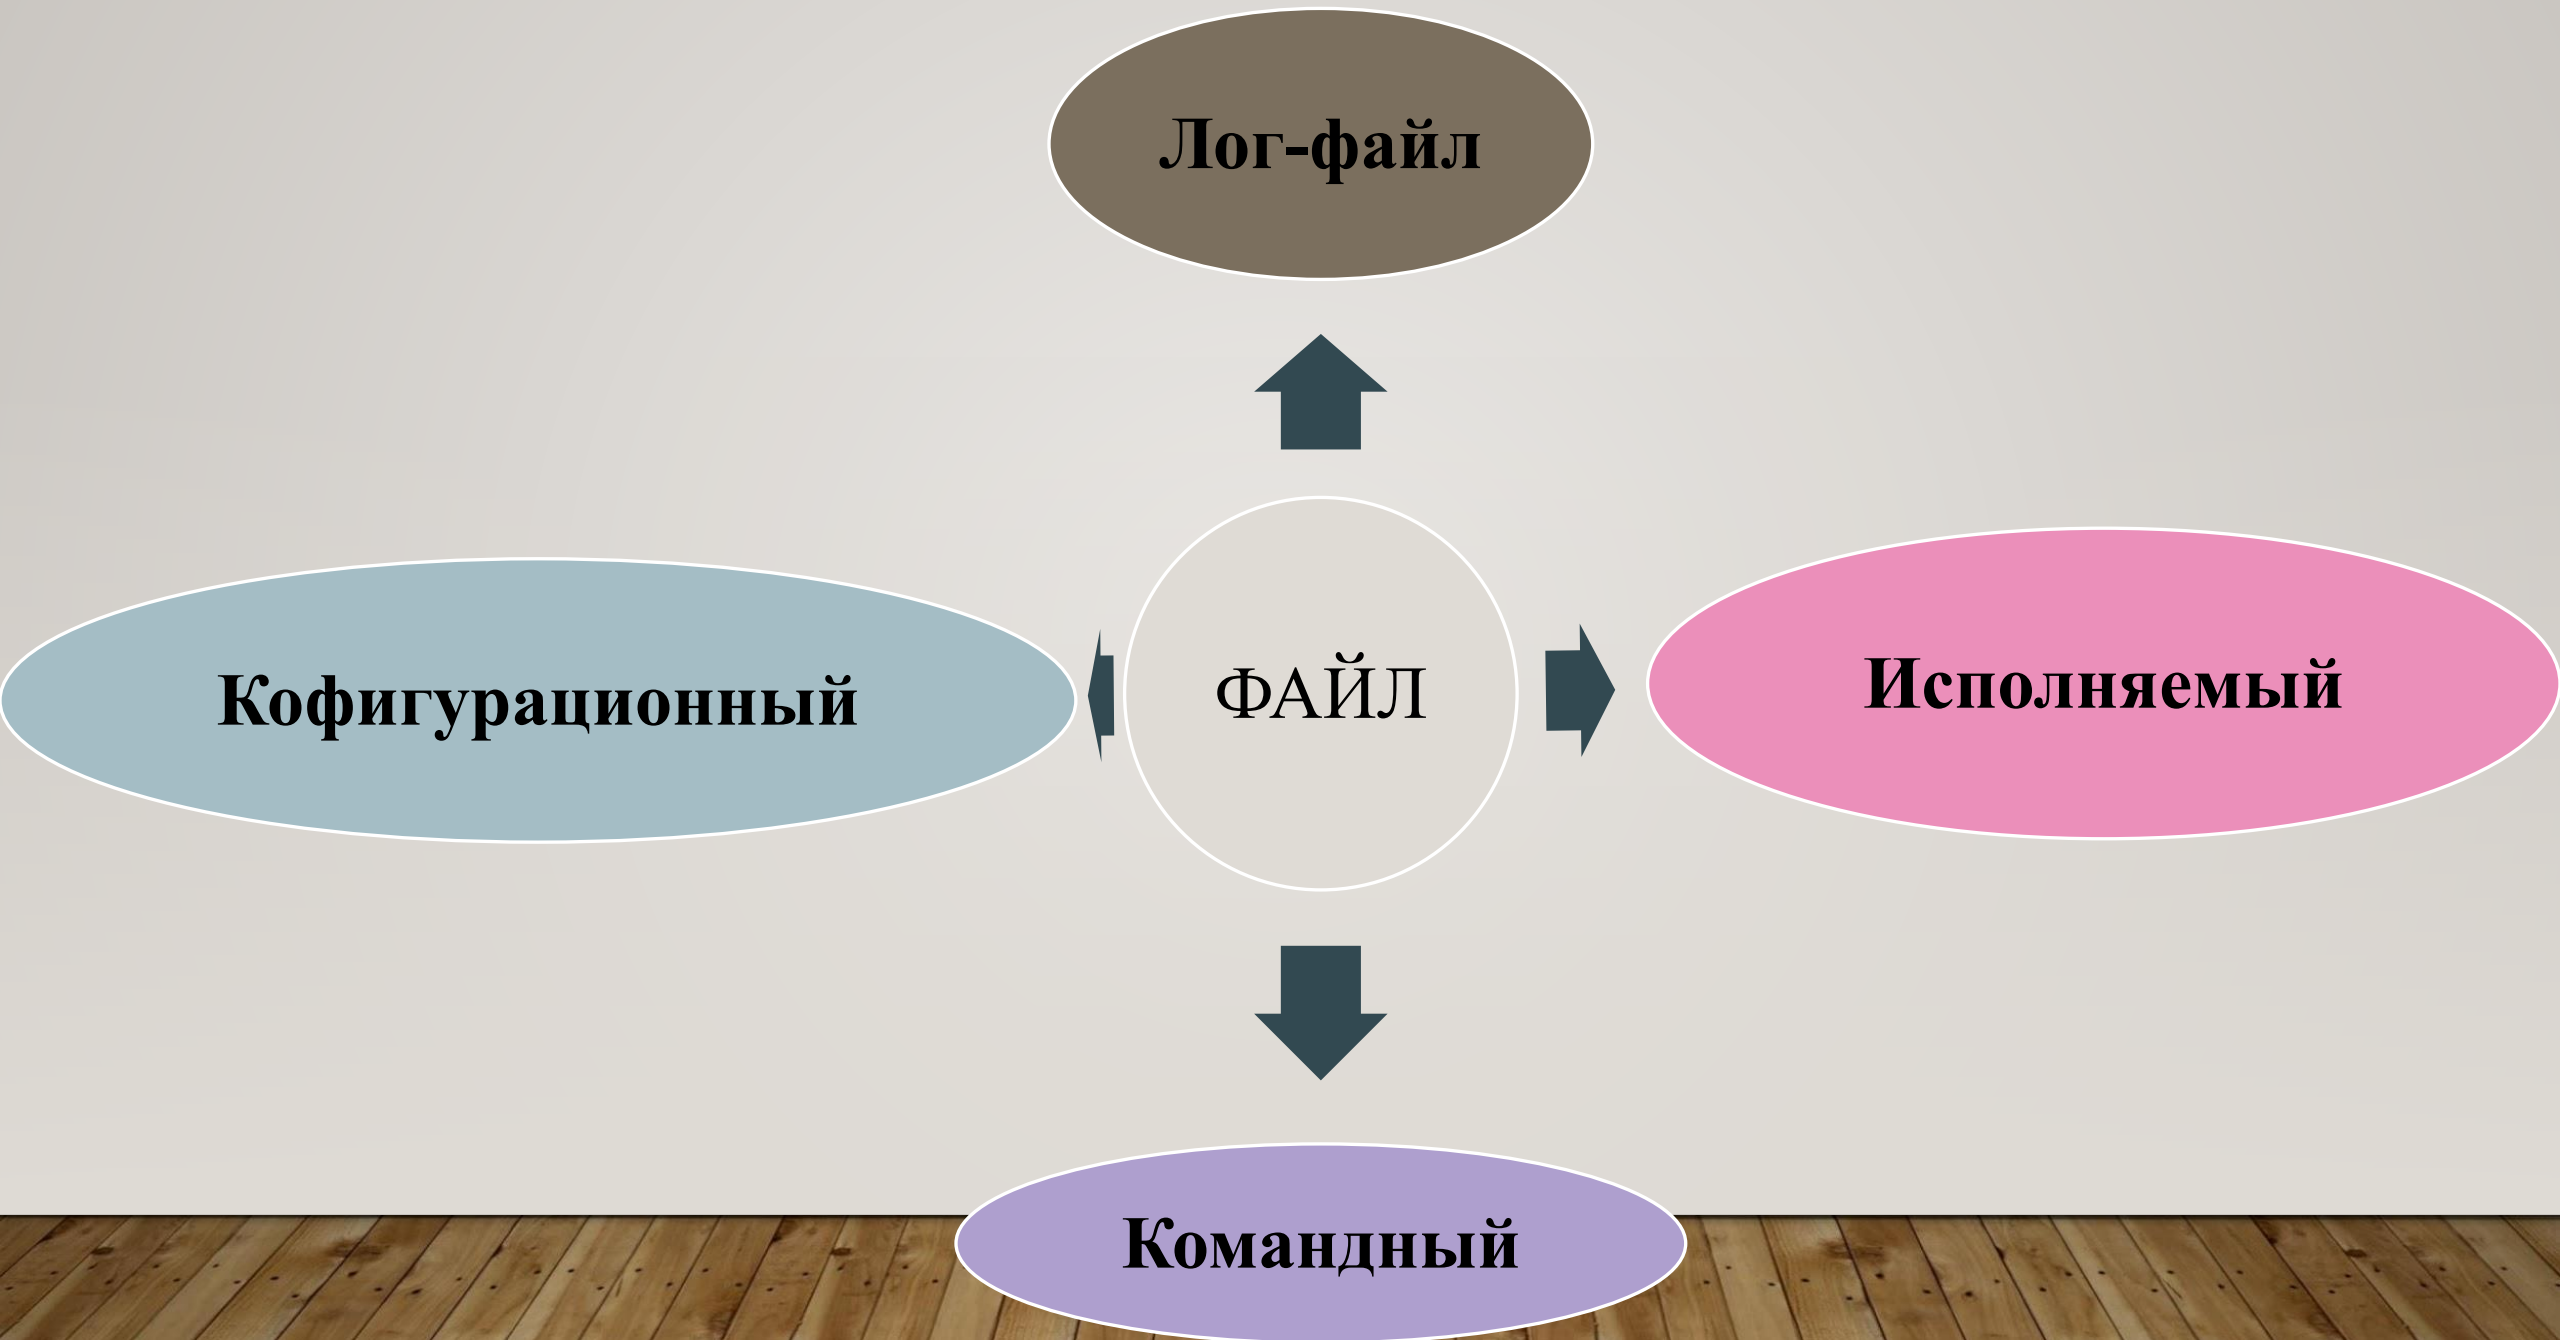 Лог-файл
Кофигурационный
ФАЙЛ
Исполняемый
Командный